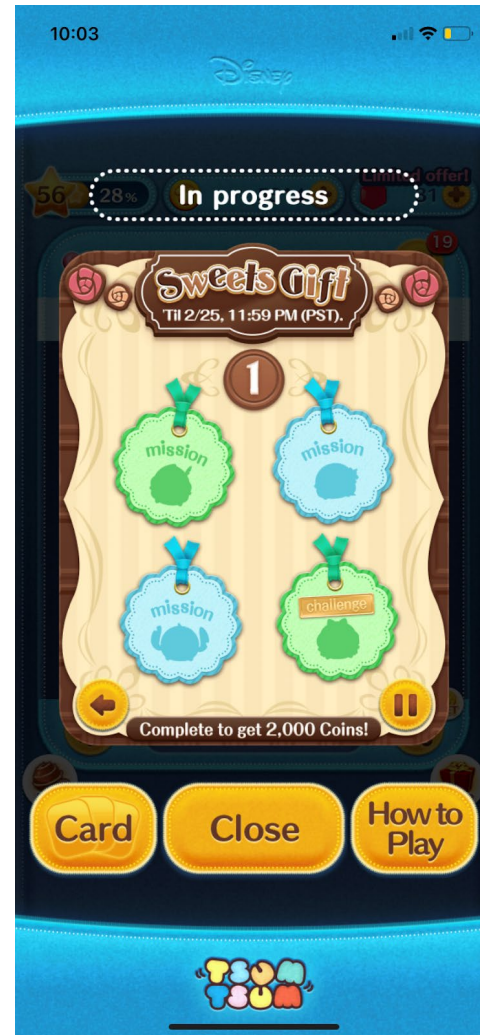 10:03
Disney
Limited offer!
56 28% 31
In progress
19
Sweets Gift
'Til 2/25, 11:59 PM (PST).
1
mission
mission
mission
challenge
Complete to get 2,000 Coins!
Card
Close
How to
Play
TSUM
TSUM